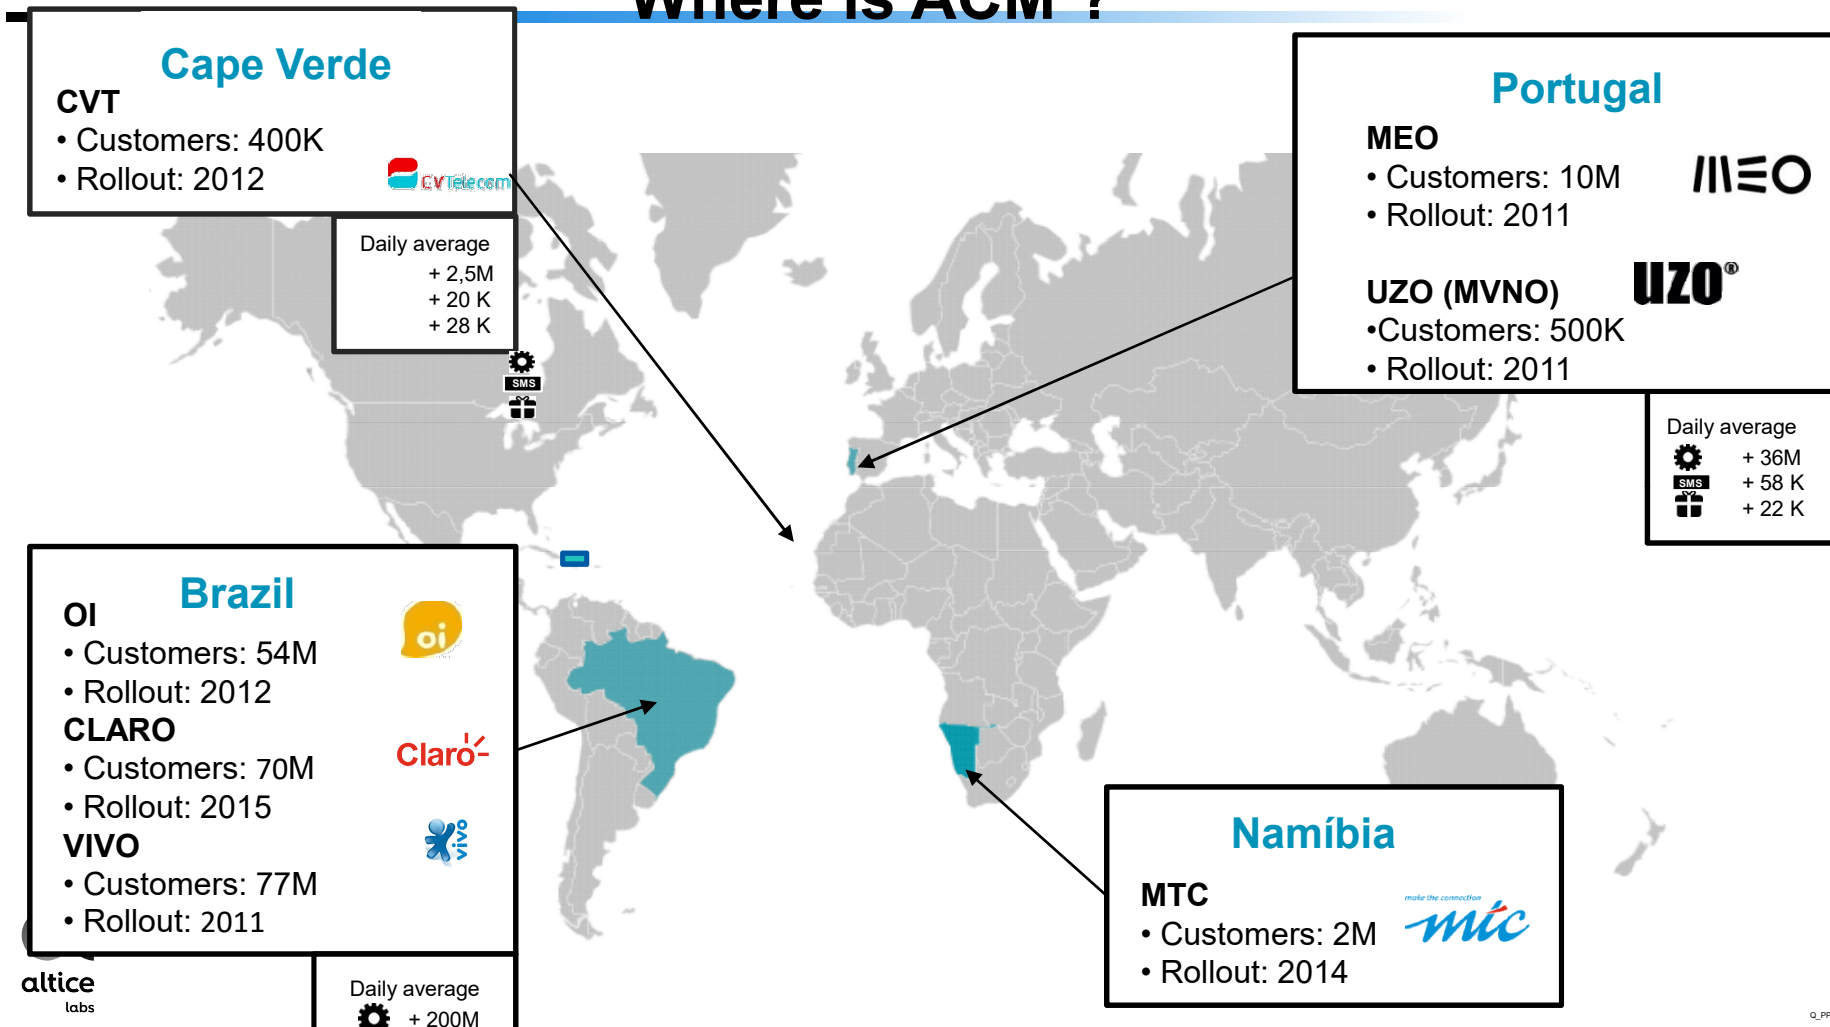 Where is ACM ?
Cape Verde
CVT
• Customers: 400K
• Rollout: 2012
CVTelecom
Daily average
+ 2,5M
+ 20 K
+ 28 K
SMS
Portugal
MEO
• Customers: 10M
• Rollout: 2011
MEO
UZO (MVNO)
•Customers: 500K
• Rollout: 2011
UZO®
Daily average
+ 36M
SMS + 58 K
+ 22 K
Brazil
OI
• Customers: 54M
• Rollout: 2012
oi
CLARO
• Customers: 70M
• Rollout: 2015
Claro
VIVO
• Customers: 77M
• Rollout: 2011
vivo
Daily average
+ 200M
Namíbia
MTC
• Customers: 2M
• Rollout: 2014
make the connection
mtc
altice
labs